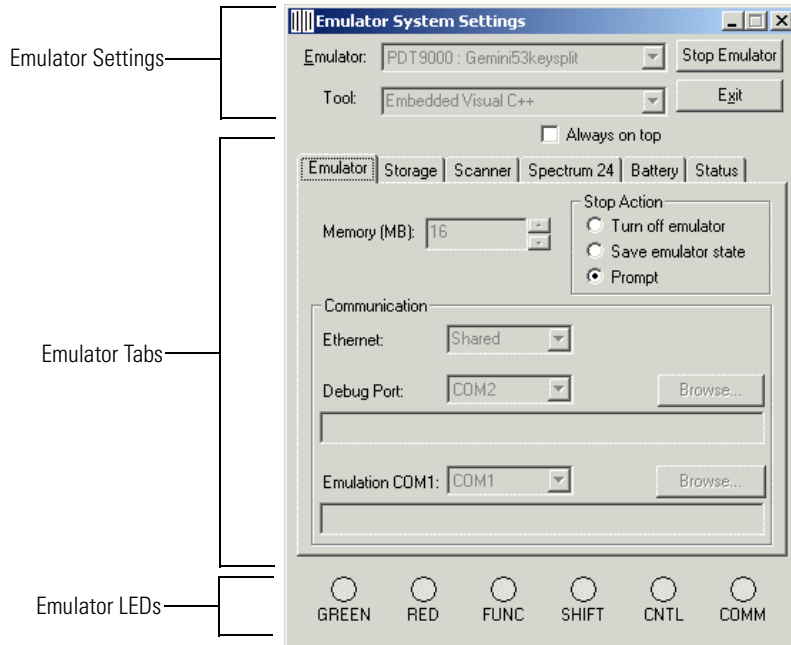 Emulator System Settings
Emulator Settings
Emulator: PDT9000 : Gemini53keysplit Stop Emulator
Tool: Embedded Visual C++ Exit
Always on top
Emulator Storage Scanner Spectrum 24 Battery Status
Stop Action
Memory (MB): 16
Turn off emulator
Save emulator state
Prompt
Communication
Ethernet: Shared
Emulator Tabs
Debug Port: COM2 Browse...
Emulation COM1: COM1 Browse...
Emulator LEDs
GREEN RED FUNC SHIFT CNTL COMM